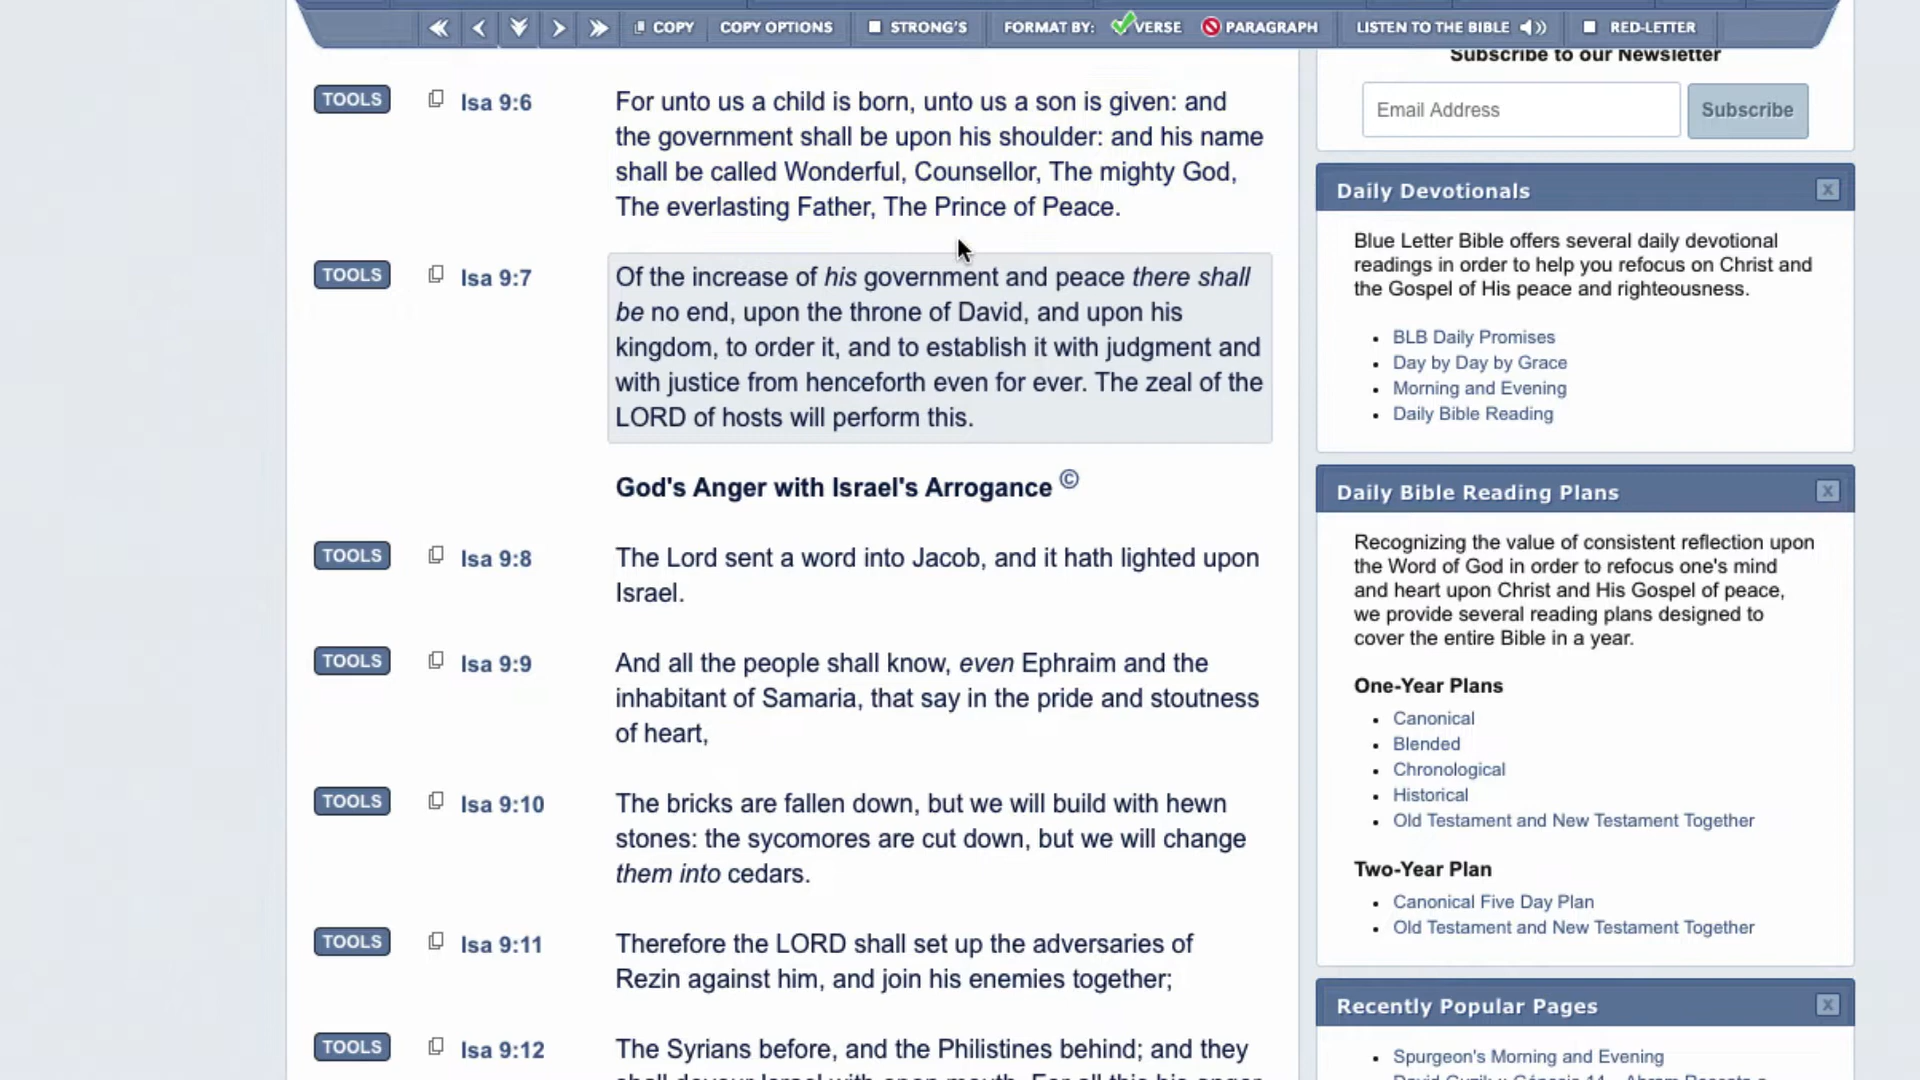 COPY COPY OPTIONS STRONG'S FORMAT BY: VERSE PARAGRAPH LISTEN TO THE BIBLE RED-LETTER
TOOLS Isa 9:6
For unto us a child is born, unto us a son is given: and
the government shall be upon his shoulder: and his name
shall be called Wonderful, Counsellor, The mighty God,
The everlasting Father, The Prince of Peace.
TOOLS Isa 9:7
Of the increase of his government and peace there shall
be no end, upon the throne of David, and upon his
kingdom, to order it, and to establish it with judgment and
with justice from henceforth even for ever. The zeal of the
LORD of hosts will perform this.
God's Anger with Israel's Arrogance ©
TOOLS Isa 9:8
The Lord sent a word into Jacob, and it hath lighted upon
Israel.
TOOLS Isa 9:9
And all the people shall know, even Ephraim and the
inhabitant of Samaria, that say in the pride and stoutness
of heart,
TOOLS Isa 9:10
The bricks are fallen down, but we will build with hewn
stones: the sycomores are cut down, but we will change
them into cedars.
TOOLS Isa 9:11
Therefore the LORD shall set up the adversaries of
Rezin against him, and join his enemies together;
TOOLS Isa 9:12
The Syrians before, and the Philistines behind; and they
Subscribe to our Newsletter
Email Address Subscribe
Daily Devotionals X
Blue Letter Bible offers several daily devotional
readings in order to help you refocus on Christ and
the Gospel of His peace and righteousness.
BLB Daily Promises
Day by Day by Grace
Morning and Evening
Daily Bible Reading
Daily Bible Reading Plans X
Recognizing the value of consistent reflection upon
the Word of God in order to refocus one's mind
and heart upon Christ and His Gospel of peace,
we provide several reading plans designed to
cover the entire Bible in a year.
One-Year Plans
Canonical
Blended
Chronological
Historical
Old Testament and New Testament Together
Two-Year Plan
Canonical Five Day Plan
Old Testament and New Testament Together
Recently Popular Pages X
Spurgeon's Morning and Evening